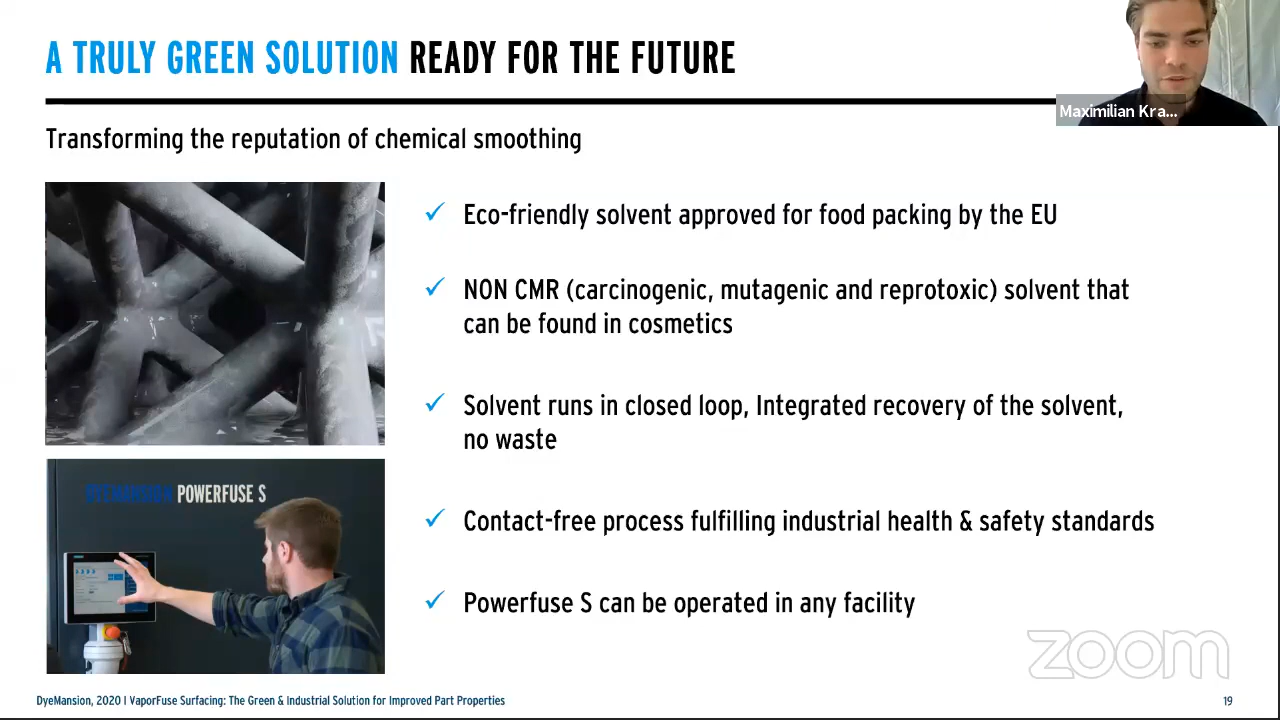 A TRULY GREEN SOLUTION READY FOR THE FUTURE
Maximilian Kra...
Transforming the reputation of chemical smoothing
✓ Eco-friendly solvent approved for food packing by the EU
✓ NON CMR (carcinogenic, mutagenic and reprotoxic) solvent that
can be found in cosmetics
✓ Solvent runs in closed loop, Integrated recovery of the solvent,
no waste
DYEMANSION POWERFUSE S
✓ Contact-free process fulfilling industrial health & safety standards
✓ Powerfuse S can be operated in any facility
zoom
DyeMansion, 2020 I VaporFuse Surfacing: The Green & Industrial Solution for Improved Part Properties
19